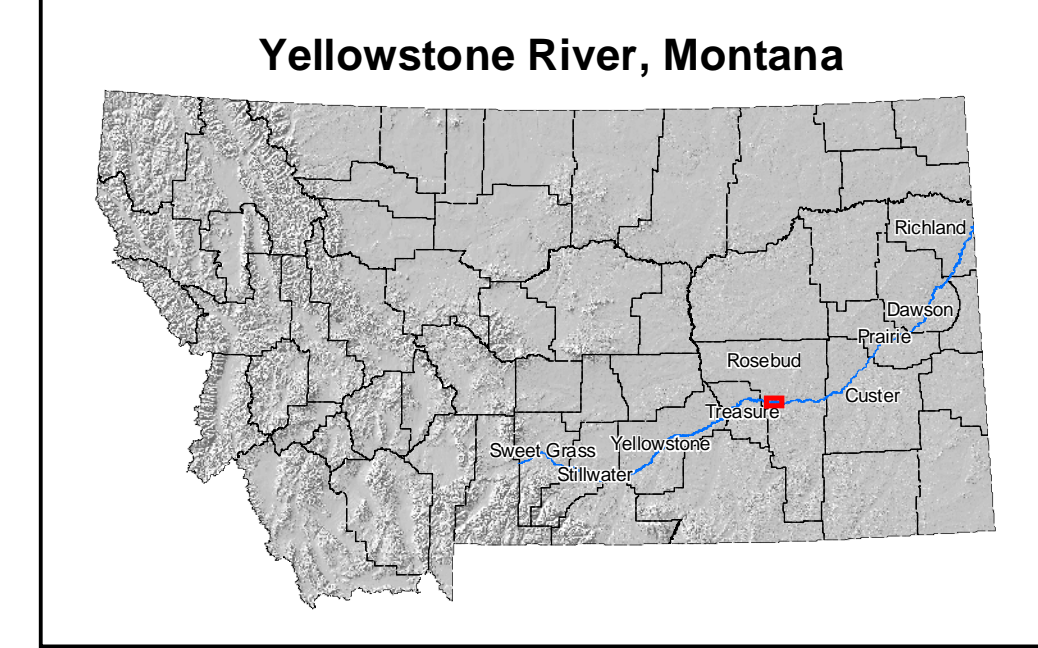 Yellowstone River, Montana
Richland
Dawson
Prairie
Rosebud
Custer
Treasure
Yellowstone
Sweet Grass
Stillwater